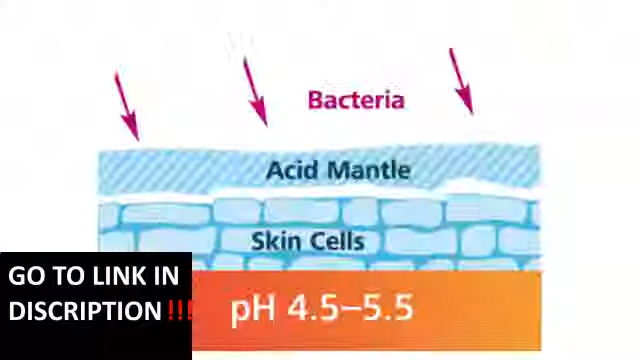 Bacteria
Acid Mantle
Skin Cells
GO TO LINK IN
DISCRIPTION!!!
pH 4.5–5.5